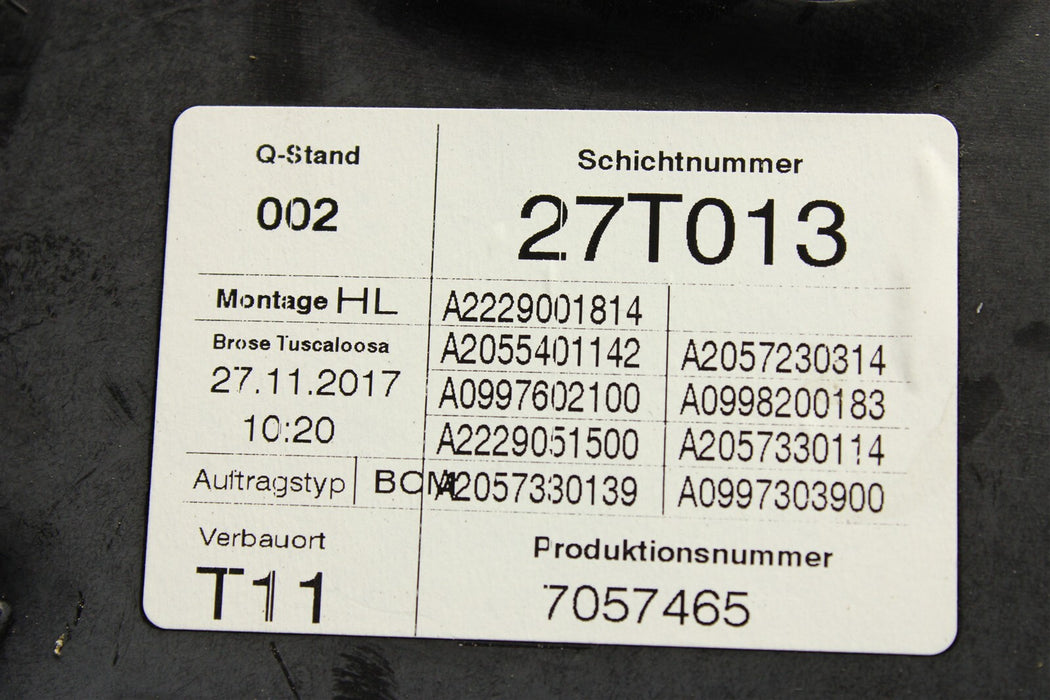 Q-Stand
002
Schichtnummer
27T013
Montage HL
Brose Tuscaloosa
27.11.2017
10:20
Auftragstyp BCM
A2229001814
A2055401142 A2057230314
A0997602100 A0998200183
A2229051500 A2057330114
A2057330139 A0997303900
Verbauort
T11
Produktionsnummer
7057465